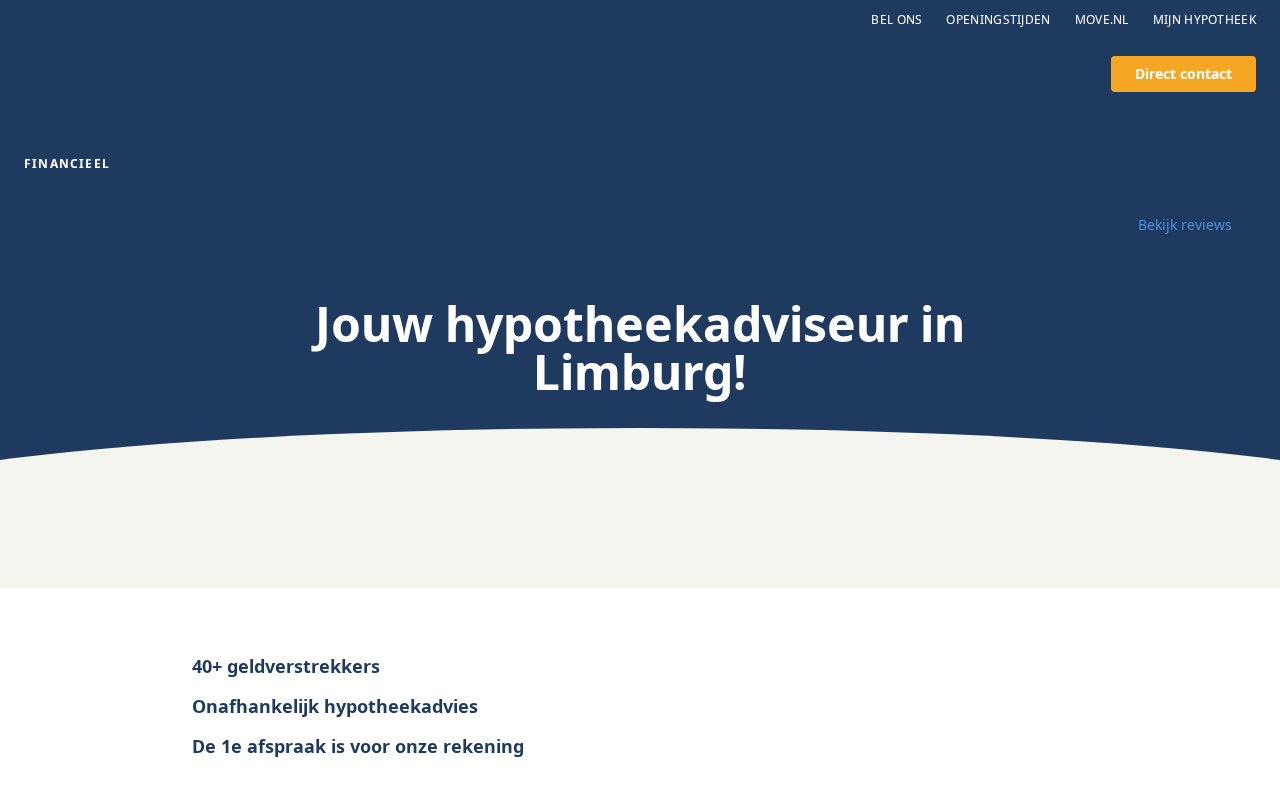 BEL ONS OPENINGSTIJDEN MOVE.NL MIJN HYPOTHEEK
Direct contact
FINANCIEEL
Bekijk reviews
Jouw hypotheekadviseur in
Limburg!
40+ geldverstrekkers
Onafhankelijk hypotheekadvies
De 1e afspraak is voor onze rekening